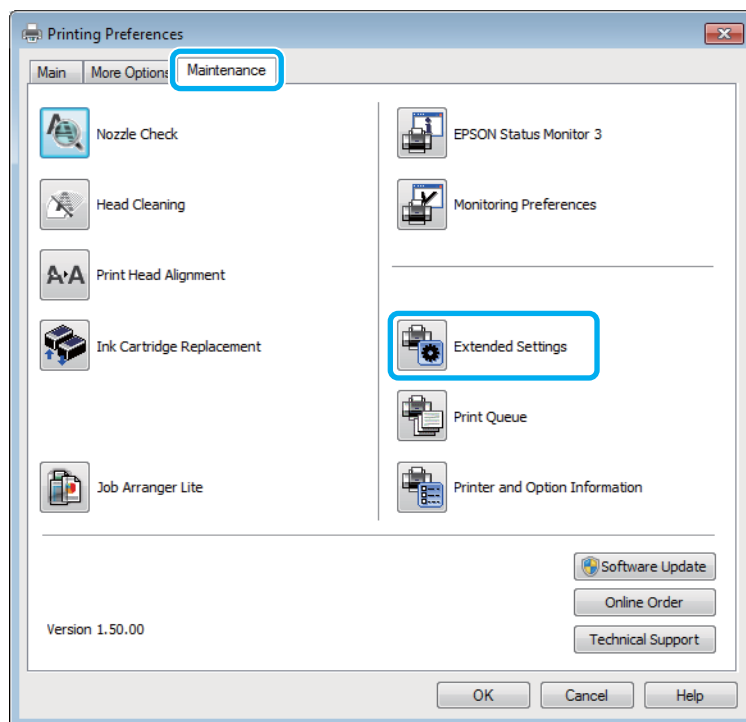 Printing Preferences
Main More Options Maintenance
Nozzle Check
Head Cleaning
A▸A Print Head Alignment
Ink Cartridge Replacement
Job Arranger Lite
EPSON Status Monitor 3
Monitoring Preferences
Extended Settings
Print Queue
Printer and Option Information
Software Update
Online Order
Technical Support
Version 1.50.00
OK Cancel Help